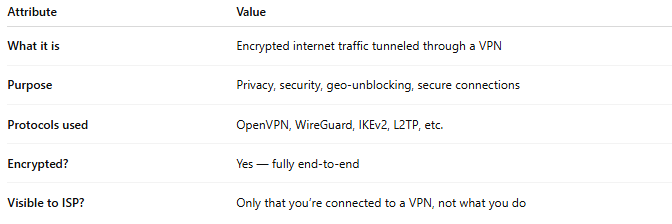 Attribute Value
What it is Encrypted internet traffic tunneled through a VPN
Purpose Privacy, security, geo-unblocking, secure connections
Protocols used OpenVPN, WireGuard, IKEv2, L2TP, etc.
Encrypted? Yes — fully end-to-end
Visible to ISP? Only that you’re connected to a VPN, not what you do